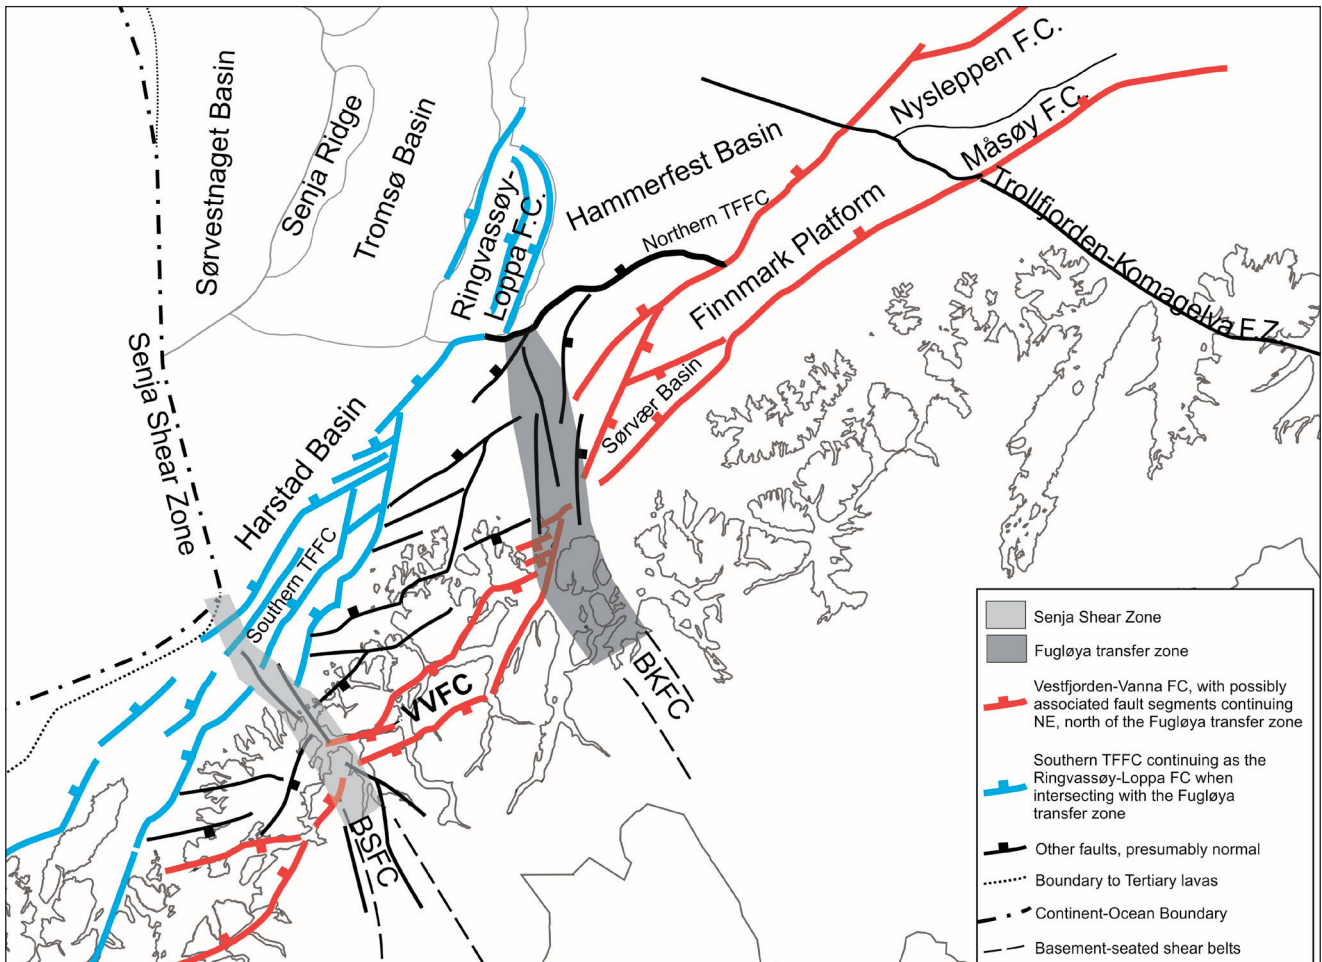 Sørvestnaget Basin
Senja Ridge
Tromsø Basin
Ringvassøy-
Loppa F.C.
Hammerfest Basin
Northern TFFC
Nysleppen F.C.
Måsøy F.C.
Trollfjorden-Komagelva F.Z.
Finnmark Platform
Sørvær Basin
Senja Shear Zone
Harstad Basin
Southern TFFC
VVFC
BKFC
BSFC
Senja Shear Zone
Fugløya transfer zone
Vestfjorden-Vanna FC, with possibly
associated fault segments continuing
NE, north of the Fugløya transfer zone
Southern TFFC continuing as the
Ringvassøy-Loppa FC when
intersecting with the Fugløya
transfer zone
Other faults, presumably normal
Boundary to Tertiary lavas
Continent-Ocean Boundary
Basement-seated shear belts